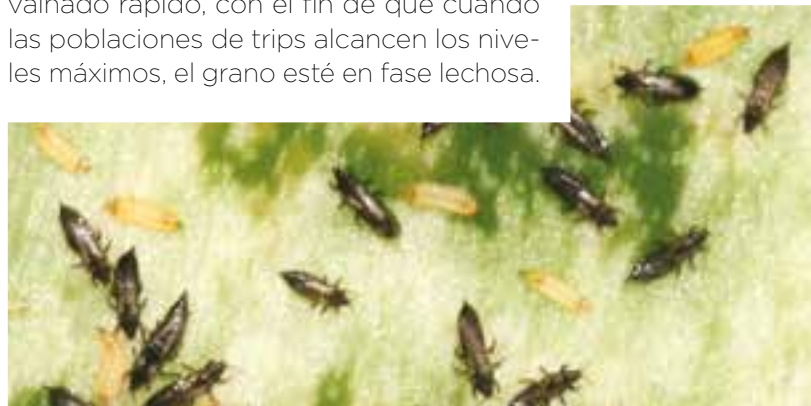 vainado rápido, con el fin de que cuando
las poblaciones de trips alcancen los nive-
les máximos, el grano esté en fase lechosa.